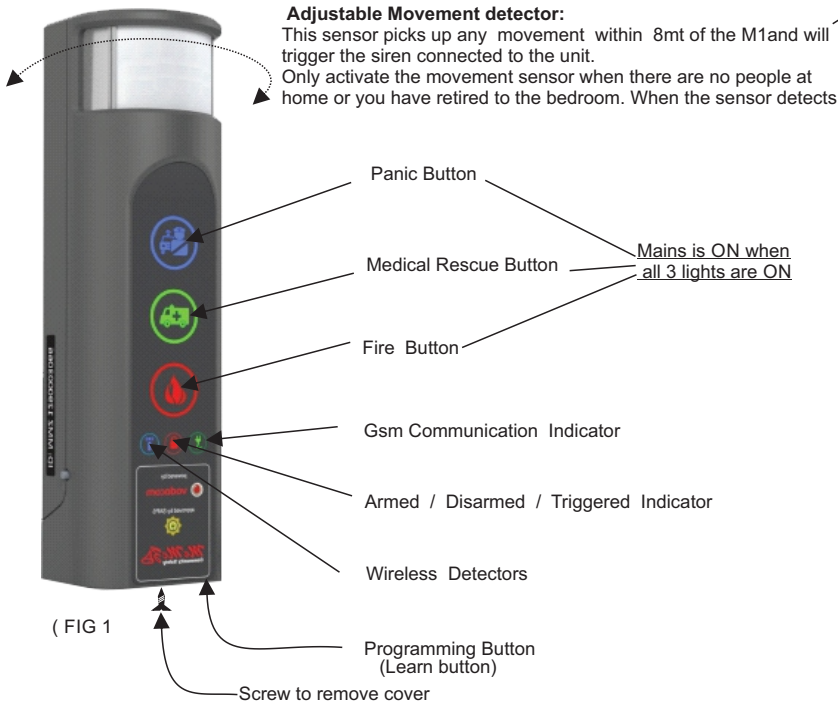 Adjustable Movement detector:
This sensor picks up any movement within 8mt of the M1and will
trigger the siren connected to the unit.
Only activate the movement sensor when there are no people at
home or you have retired to the bedroom. When the sensor detects
Panic Button
Medical Rescue Button
Mains is ON when
all 3 lights are ON
Fire Button
Gsm Communication Indicator
Armed / Disarmed / Triggered Indicator
Wireless Detectors
Programming Button
(Learn button)
Screw to remove cover
( FIG 1
vodacom